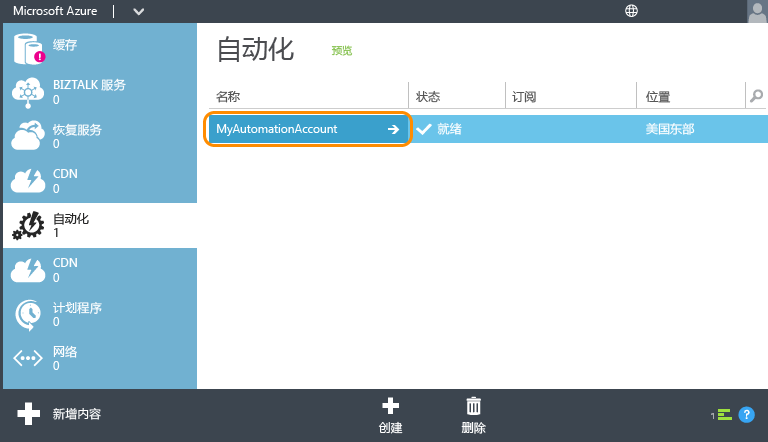 Microsoft Azure
缓存
!
BIZTALK 服务
0
恢复服务
0
CDN
0
自动化
1
CDN
0
计划程序
0
网络
0
自动化 预览
名称 状态 订阅 位置
MyAutomationAccount 就绪 美国东部
新增内容
创建
删除
1
?